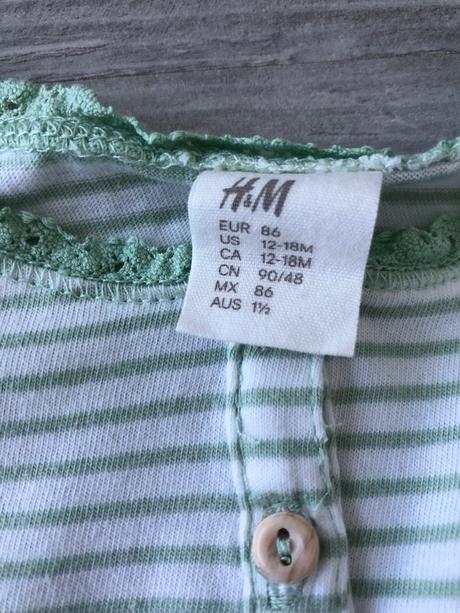 H&M
EUR 86
US 12-18M
CA 12-18M
CN 90/48
MX 86
AUS 1½